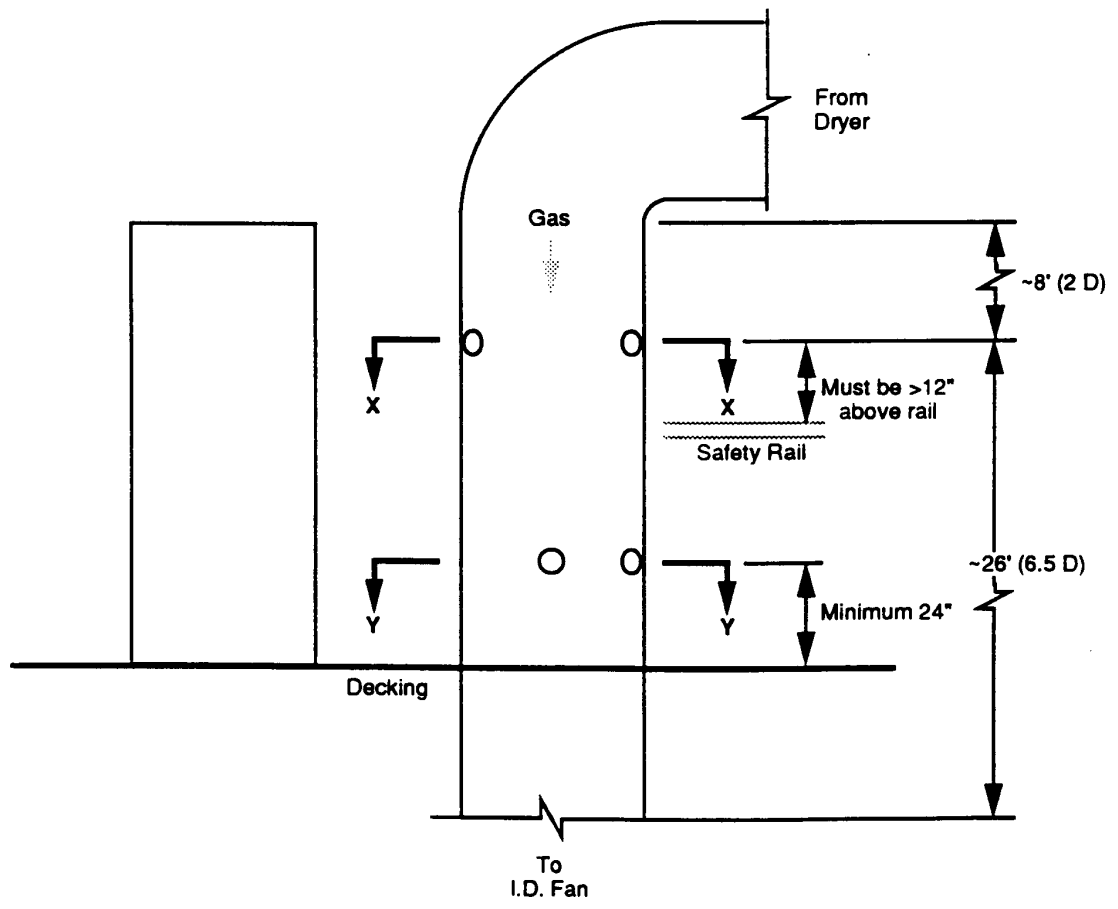 From
Dryer
Gas
~8' (2 D)
X
X
Must be >12"
above rail
Safety Rail
~26' (6.5 D)
Y
Y
Minimum 24"
Decking
To
I.D. Fan